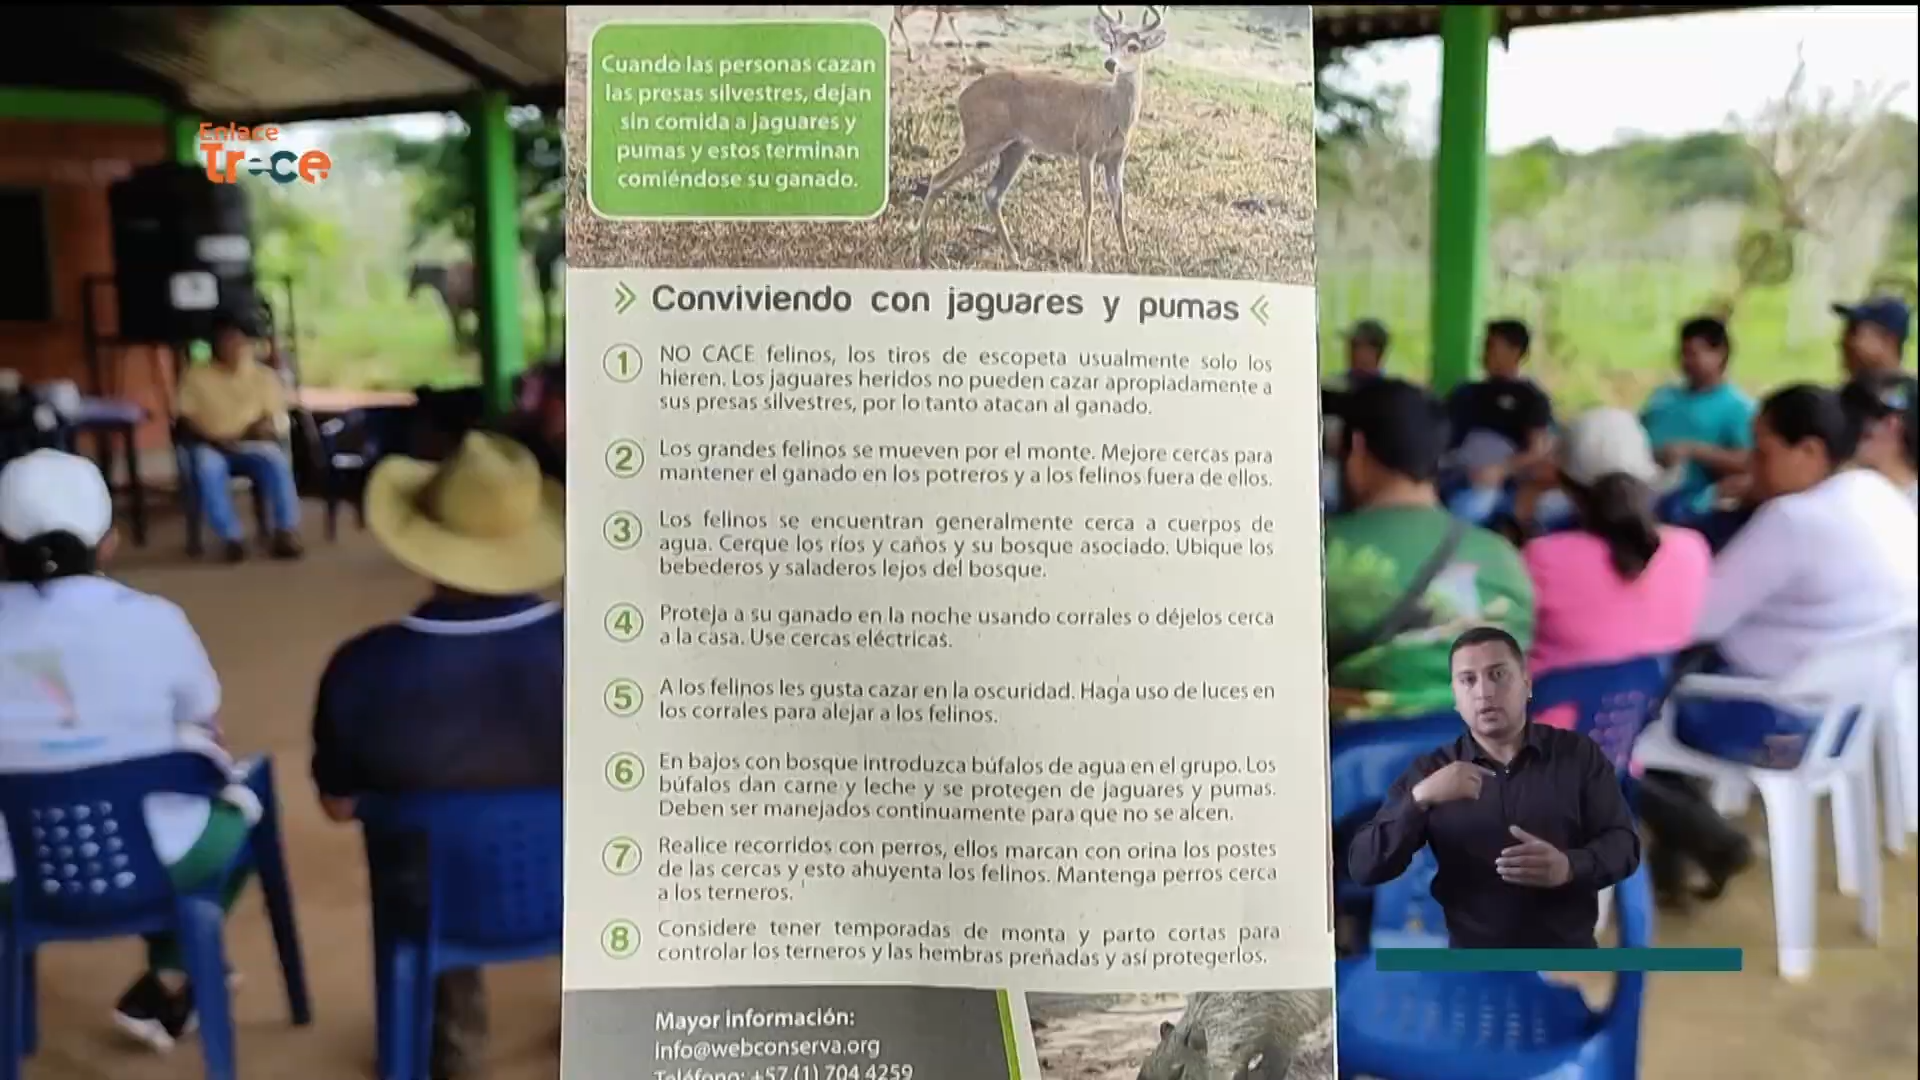 Enlace
Trece
Cuando las personas cazan
las presas silvestres, dejan
sin comida a jaguares y
pumas y estos terminan
comiéndose su ganado.
Conviviendo con jaguares y pumas
1 NO CACE felinos, los tiros de escopeta usualmente solo los
hieren. Los jaguares heridos no pueden cazar apropiadamente a
sus presas silvestres, por lo tanto atacan al ganado.
2 Los grandes felinos se mueven por el monte. Mejore cercas para
mantener el ganado en los potreros y a los felinos fuera de ellos.
3 Los felinos se encuentran generalmente cerca a cuerpos de
agua. Cerque los ríos y caños y su bosque asociado. Ubique los
bebederos y saladeros lejos del bosque.
4 Proteja a su ganado en la noche usando corrales o déjelos cerca
a la casa. Use cercas eléctricas.
5 A los felinos les gusta cazar en la oscuridad. Haga uso de luces en
los corrales para alejar a los felinos.
6 En bajos con bosque introduzca búfalos de agua en el grupo. Los
búfalos dan carne y leche y se protegen de jaguares y pumas.
Deben ser manejados continuamente para que no se alcen.
7 Realice recorridos con perros, ellos marcan con orina los postes
de las cercas y esto ahuyenta los felinos. Mantenga perros cerca
a los terneros.
8 Considere tener temporadas de monta y parto cortas para
controlar los terneros y las hembras preñadas y así protegerlos.
Mayor información:
info@webconserva.org
Teléfono: +57 (1) 704 4259